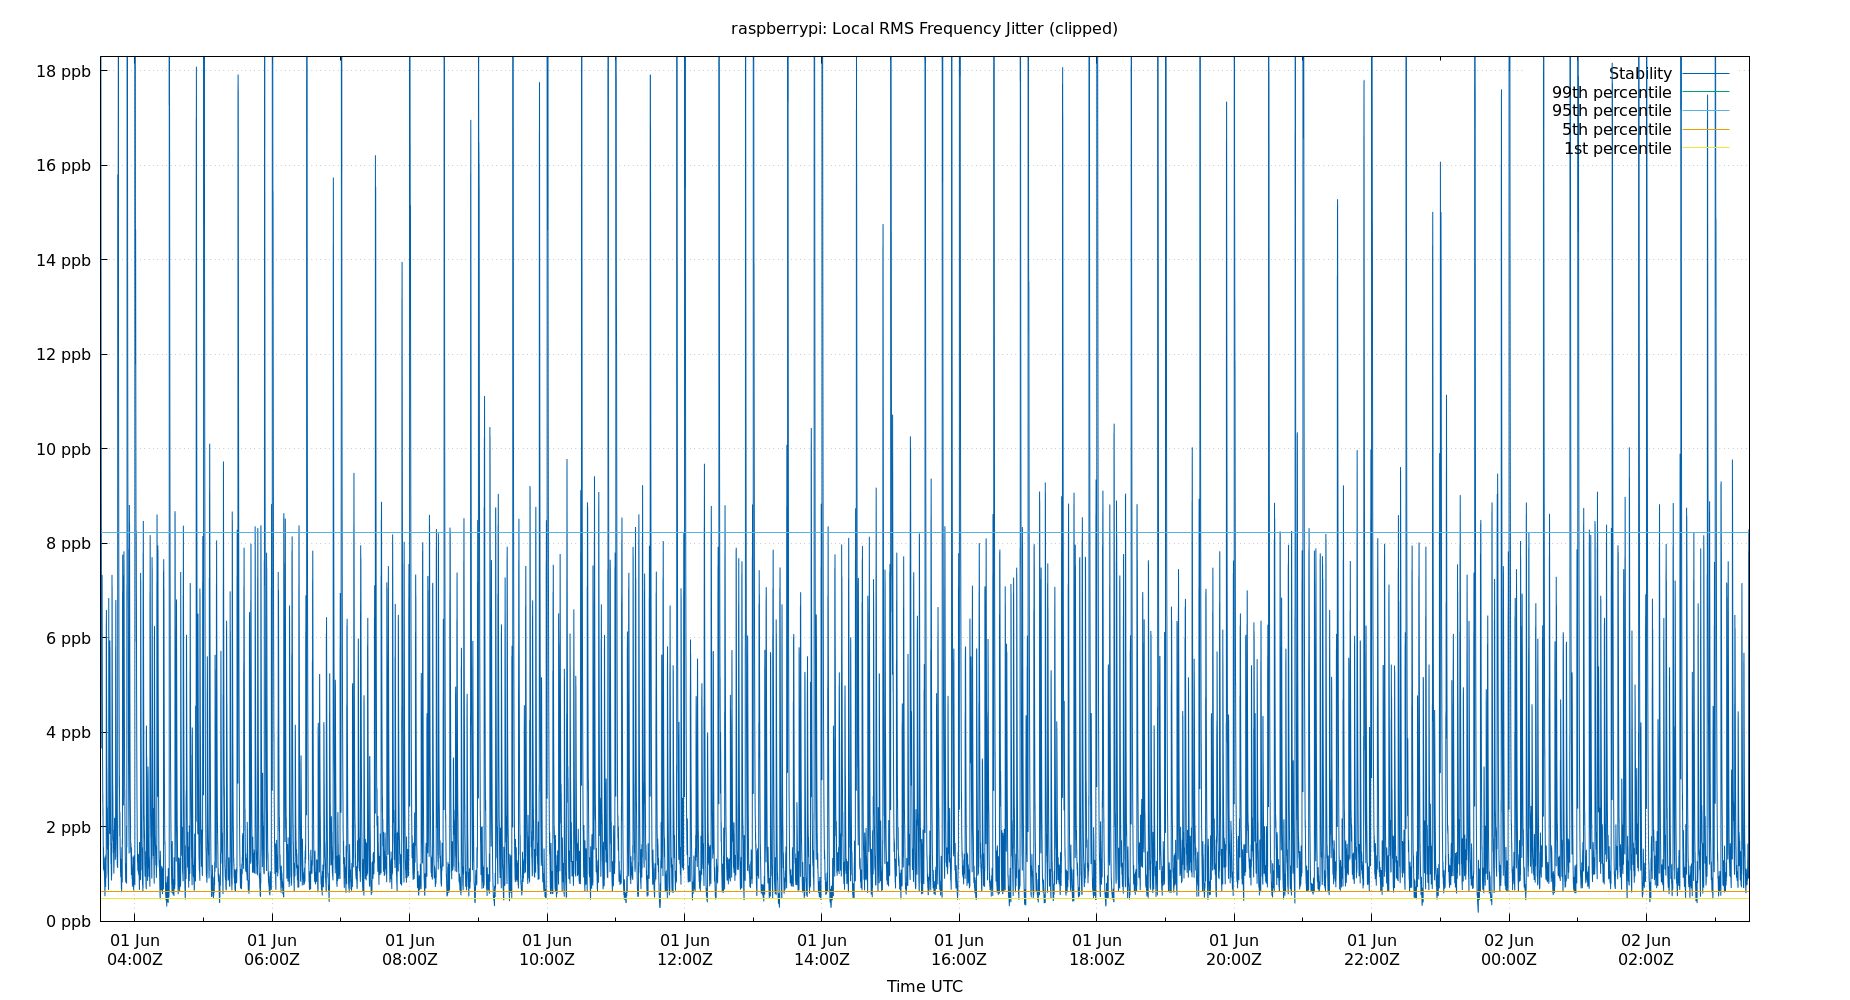 raspberrypi: Local RMS Frequency Jitter (clipped)
18 ppb
16 ppb
14 ppb
12 ppb
10 ppb
8 ppb
6 ppb
4 ppb
2 ppb
0 ppb
Stability
99th percentile
95th percentile
5th percentile
1st percentile
01 Jun 01 Jun 01 Jun 01 Jun 01 Jun 01 Jun 01 Jun 01 Jun 01 Jun 01 Jun 02 Jun 02 Jun
04:00Z 06:00Z 08:00Z 10:00Z 12:00Z 14:00Z 16:00Z 18:00Z 20:00Z 22:00Z 00:00Z 02:00Z
Time UTC